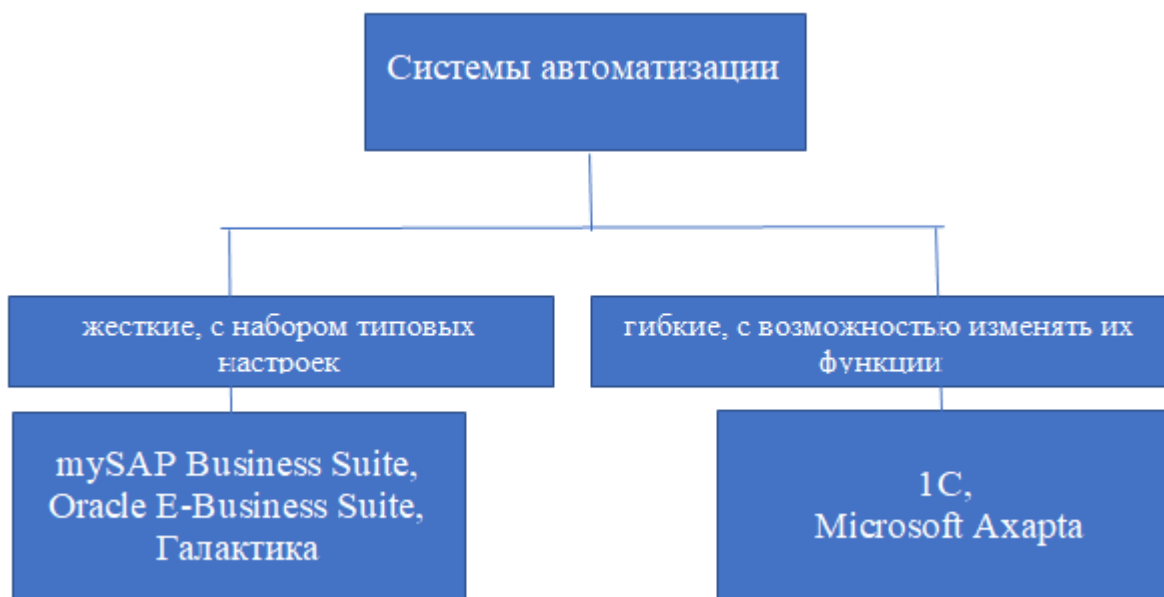 Системы автоматизации
жесткие, с набором типовых
настроек
гибкие, с возможностью изменять их
функции
mySAP Business Suite,
Oracle E-Business Suite,
Галактика
1С,
Microsoft Axapta